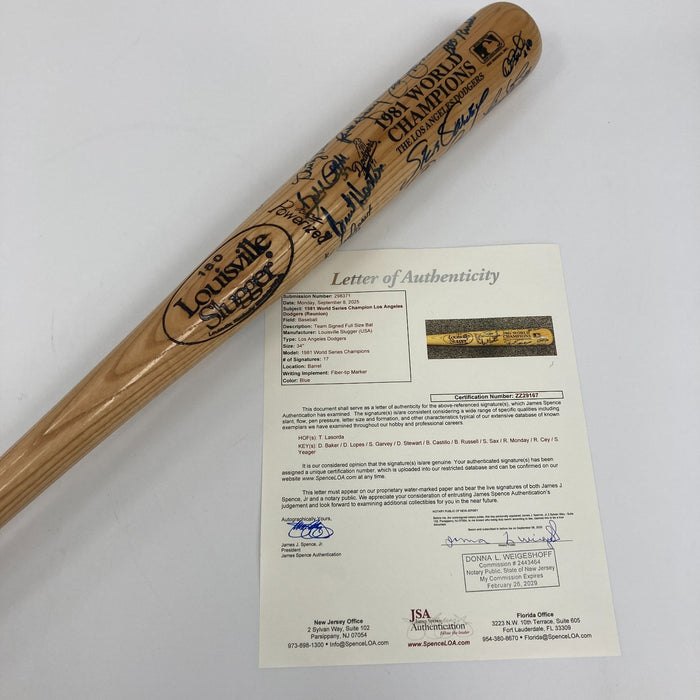 180
Louisville
Slugger®
POWERIZED
1981 WORLD
CHAMPIONS
THE LOS ANGELES DODGERS
Dodgers
Letter of Authenticity
Submission Number: 298371
Date: Monday, September 8, 2025
Subject: 1981 World Series Champion Los Angeles
Dodgers (Reunion)
Field: Baseball
Description: Team Signed Full Size Bat
Manufacturer: Louisville Slugger (USA)
Type: Los Angeles Dodgers
Size: 34"
Model: 1981 World Series Champions
# of Signatures: 17
Location: Barrel
Writing Implement: Fiber-tip Marker
Color: Blue
Certification Number: ZZ29167
This document shall serve as a letter of authenticity for the above-referenced signature(s), which James Spence
Authentication has examined. The signature(s) is/are consistent considering a wide range of specific qualities including
slant, flow, pen pressure, letter size and formation, and other characteristics typical of our extensive database of known
exemplars we have examined throughout our hobby and professional careers.
HOF(s): T. Lasorda
KEY(s): D. Baker / D. Lopes / S. Garvey / D. Stewart / B. Castillo / B. Russell / S. Sax / R. Monday / R. Cey / S.
Yeager
It is our considered opinion that the signature(s) is/are genuine. Your authenticated signature(s) has been
assigned a unique certification number, which is uploaded into our restricted database and can be confirmed on our
website www.SpenceLOA.com at any time.
This letter must appear on our proprietary water-marked paper and bear the live signatures of both James J.
Spence, Jr and notary public. We appreciate your consideration of entrusting James Spence Authentication's
judgement and look forward to examining additional collectibles for you in the near future.
Autographically Yours,
James J. Spence, Jr.
President
James Spence Authentication
NOTARY PUBLIC OF NEW JERSEY
DONNA L. WEIGESHOFF
Commission # 2443464
Notary Public, State of New Jersey
My Commission Expires
February 26, 2029
New Jersey Office
2 Sylvan Way, Suite 102
Parsippany, NJ 07054
973-898-1300 • Info@SpenceLOA.com
JSA
James Spence
Authentication
Florida Office
3223 N.W. 10th Terrace, Suite 605
Fort Lauderdale, FL 33309
954-380-8670 • Florida@SpenceLOA.com